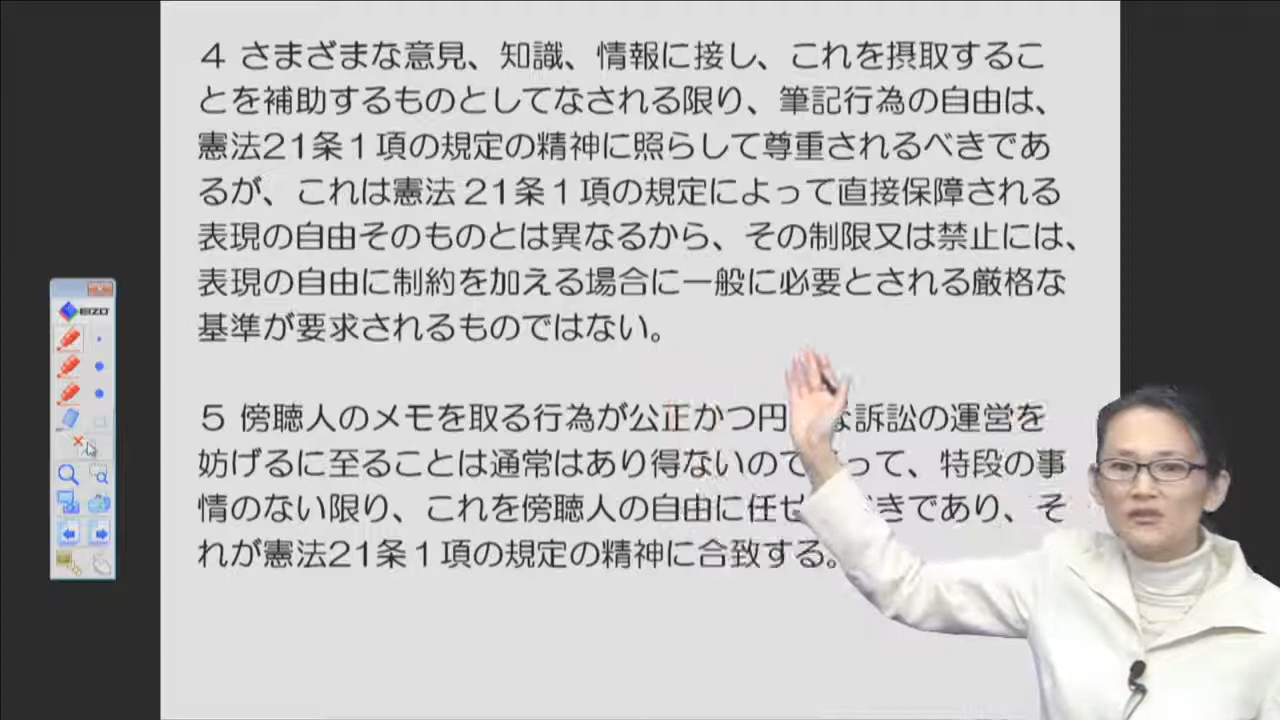 4 さまざまな意見、知識、情報に接し、これを摂取するこ
とを補助するものとしてなされる限り、筆記行為の自由は、
憲法21条1項の規定の精神に照らして尊重されるべきであ
るが、これは憲法21条1項の規定によって直接保障される
表現の自由そのものとは異なるから、その制限又は禁止には、
表現の自由に制約を加える場合に一般に必要とされる厳格な
基準が要求されるものではない。
5 傍聴人のメモを取る行為が公正かつ円 な訴訟の運営を
妨げるに至ることは通常はあり得ないので って、特段の事
情のない限り、これを傍聴人の自由に任せ きであり、そ
れが憲法21条1項の規定の精神に合致する。
EIZO